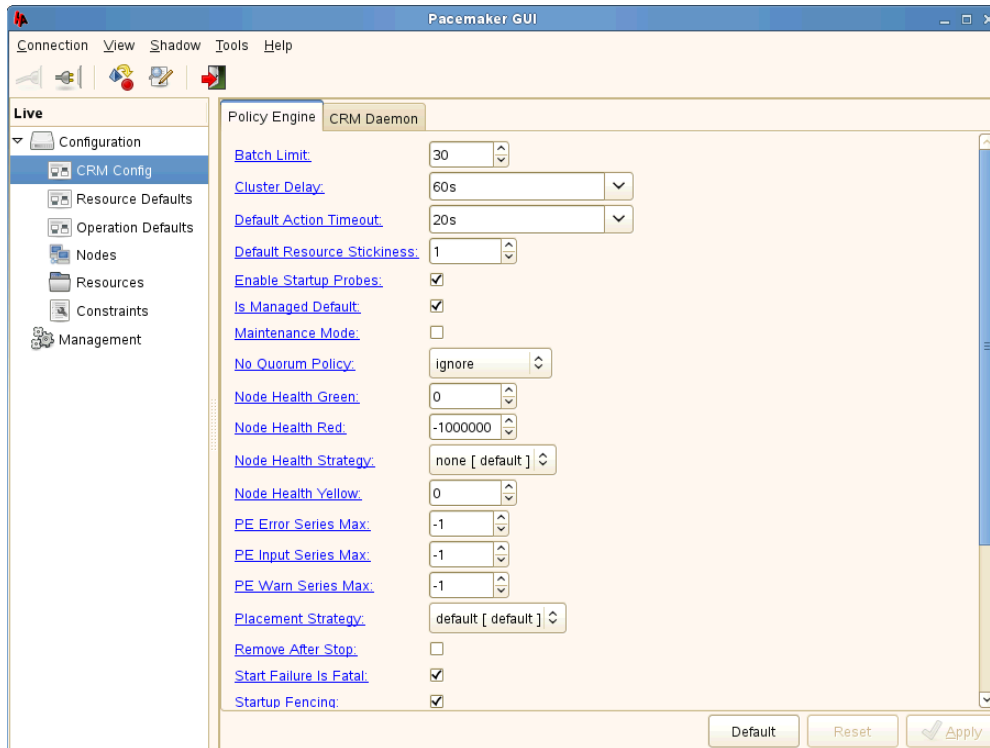 Pacemaker GUI
Connection View Shadow Tools Help
Live
Configuration
CRM Config
Resource Defaults
Operation Defaults
Nodes
Resources
Constraints
Management
Policy Engine CRM Daemon
Batch Limit: 30
Cluster Delay: 60s
Default Action Timeout: 20s
Default Resource Stickiness: 1
Enable Startup Probes:
Is Managed Default:
Maintenance Mode:
No Quorum Policy: ignore
Node Health Green: 0
Node Health Red: -1000000
Node Health Strategy: none [ default ]
Node Health Yellow: 0
PE Error Series Max: -1
PE Input Series Max: -1
PE Warn Series Max: -1
Placement Strategy: default [ default ]
Remove After Stop:
Start Failure Is Fatal:
Startup Fencing:
Default Reset Apply